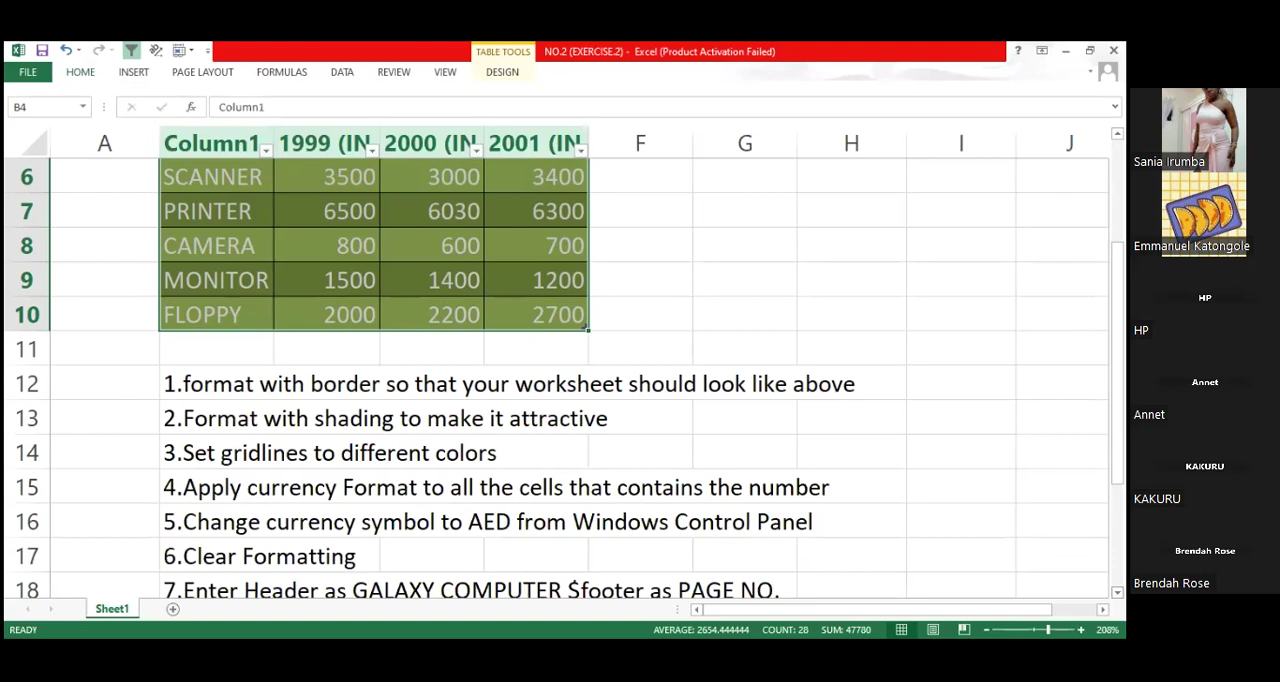 TABLE TOOLS NO.2 (EXERCISE.2) - Excel (Product Activation Failed) ?
FILE HOME INSERT PAGE LAYOUT FORMULAS DATA REVIEW VIEW DESIGN
B4 fx Column1
A Column1 1999 (IN 2000 (IN 2001 (IN F G H I J
6 SCANNER 3500 3000 3400
7 PRINTER 6500 6030 6300
8 CAMERA 800 600 700
9 MONITOR 1500 1400 1200
10 FLOPPY 2000 2200 2700
11
12 1.format with border so that your worksheet should look like above
13 2.Format with shading to make it attractive
14 3.Set gridlines to different colors
15 4.Apply currency Format to all the cells that contains the number
16 5.Change currency symbol to AED from Windows Control Panel
17 6.Clear Formatting
18 7.Enter Header as GALAXY COMPUTER $footer as PAGE NO.
Sheet1
READY AVERAGE: 2654.444444 COUNT: 28 SUM: 47780 208%
Sania Irumba
Emmanuel Katongole
HP
HP
Annet
Annet
KAKURU
KAKURU
Brendah Rose
Brendah Rose